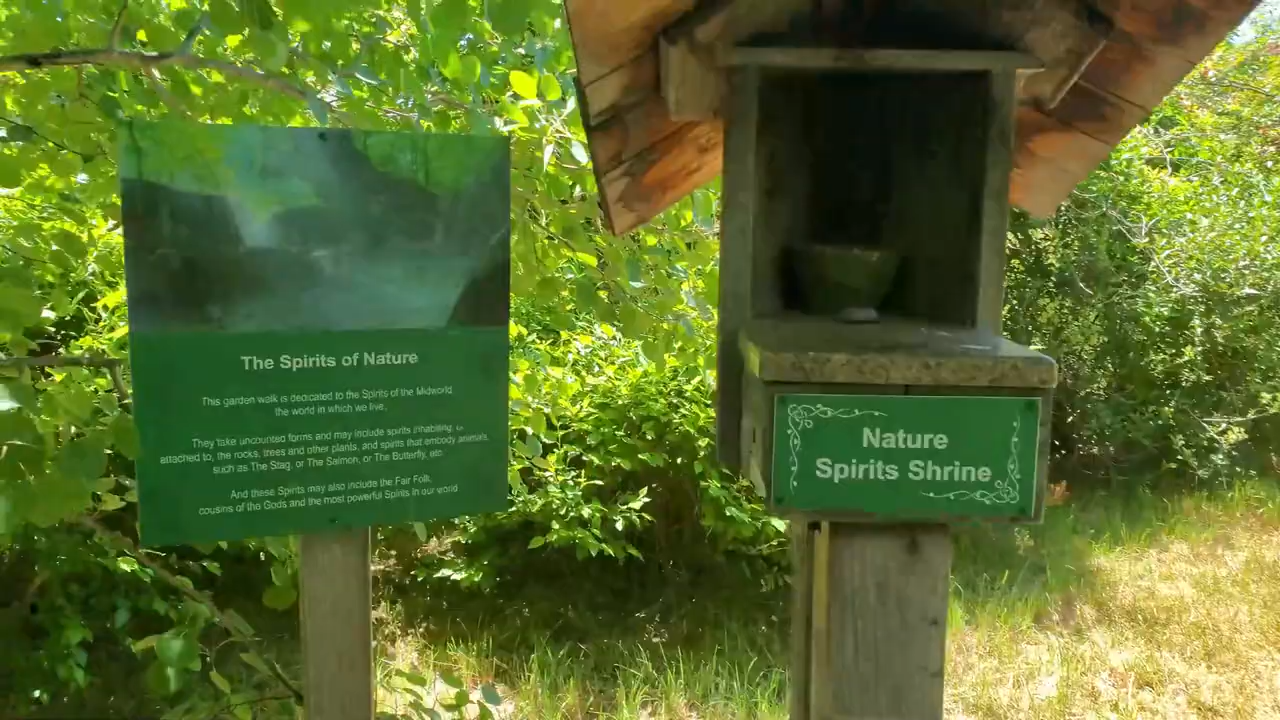 The Spirits of Nature
This garden walk is dedicated to the Spirits of the Midworld,
the world in which we live.
They take uncounted forms and may include spirits inhabiting, or
attached to, the rocks, trees and other plants, and spirits that embody animals,
such as The Stag, or The Salmon, or The Butterfly, etc.
And these Spirits may also include the Fair Folk,
cousins of the Gods and the most powerful Spirits in our world
Nature
Spirits Shrine